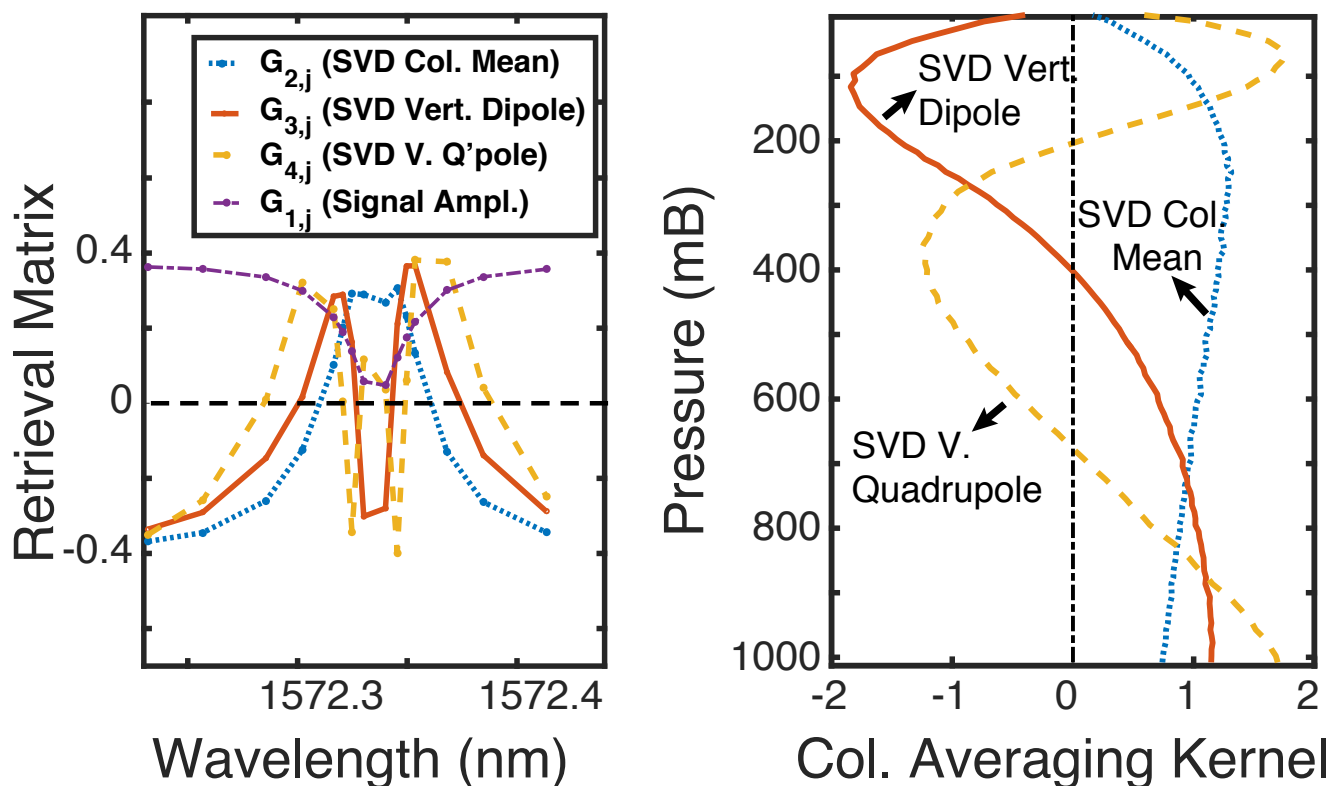 G2,j (SVD Col. Mean)
G3,j (SVD Vert. Dipole)
G4,j (SVD V. Q'pole)
G1,j (Signal Ampl.)
Retrieval Matrix
0.4
0
-0.4
1572.3
1572.4
Wavelength (nm)
Pressure (mB)
200
400
600
800
1000
SVD Vert.
Dipole
SVD Col.
Mean
SVD V.
Quadrupole
-2
-1
0
1
2
Col. Averaging Kernel